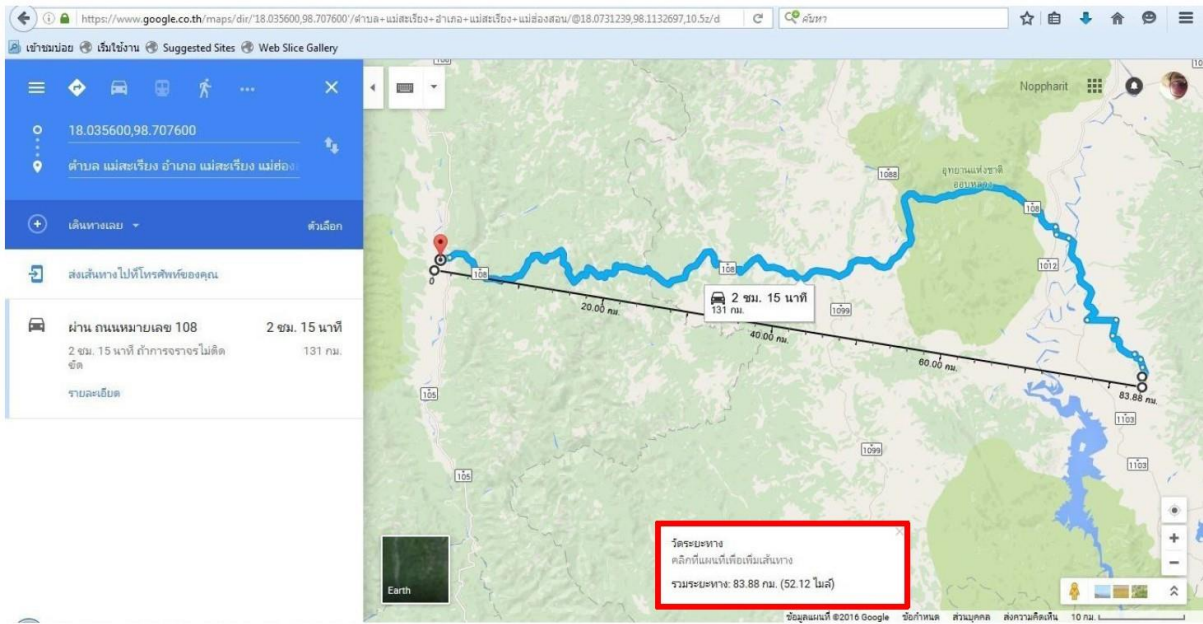 https://www.google.co.th/maps/dir/'18.035600,98.707600'/ตำบล+แม่สะเรียง+อำเภอ+แม่สะเรียง+แม่ฮ่องสอน/@18.0731239,98.1132697,10.5z/d
ค้นหา
เข้าชมบ่อย เริ่มใช้งาน Suggested Sites Web Slice Gallery
18.035600,98.707600
ตำบล แม่สะเรียง อำเภอ แม่สะเรียง แม่ฮ่อง
เดินทางเลย
ตัวเลือก
ส่งเส้นทางไปที่โทรศัพท์ของคุณ
ผ่าน ถนนหมายเลข 108 2 ชม. 15 นาที
2 ชม. 15 นาที ถ้าการจราจรไม่ติด 131 กม.
ขัด
รายละเอียด
Noppharit
108
1088
อุทยานแห่งชาติ
ออบหลวง
108
1012
108
108
0
20.00 กม.
2 ชม. 15 นาที
131 กม.
1099
40.00 กม.
60.00 กม.
83.88 กม.
105
1103
1099
1103
105
วัดระยะทาง
คลิกที่แผนที่เพื่อเพิ่มเส้นทาง
รวมระยะทาง: 83.88 กม. (52.12 ไมล์)
Earth
ข้อมูลแผนที่ ©2016 Google ข้อกำหนด ส่วนบุคคล ส่งความคิดเห็น 10 กม.